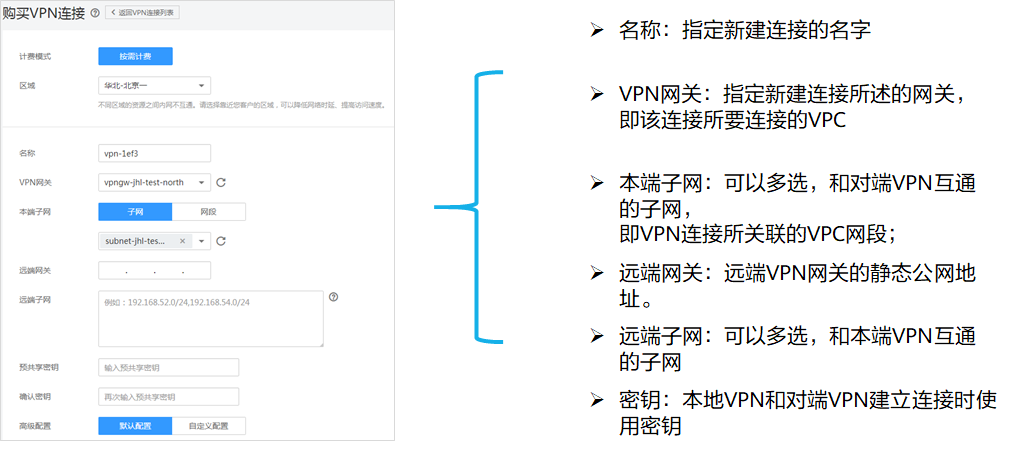 购买VPN连接 ? < 返回VPN连接列表
计费模式 按需计费
区域 华北-北京一
不同区域的资源之间内网不互通。请选择靠近您客户的区域，可以降低网络时延、提高访问速度。
名称 vpn-1ef3
VPN网关 vpngw-jhl-test-north
本端子网 子网 网段
subnet-jhl-tes... ×
远端网关 . . .
远端子网 例如：192.168.52.0/24,192.168.54.0/24 ?
预共享密钥 输入预共享密钥
确认密钥 再次输入预共享密钥
高级配置 默认配置 自定义配置
➢ 名称：指定新建连接的名字
➢ VPN网关：指定新建连接所述的网关，
即该连接所要连接的VPC
➢ 本端子网：可以多选，和对端VPN互通
的子网，
即VPN连接所关联的VPC网段；
➢ 远端网关：远端VPN网关的静态公网地
址。
➢ 远端子网：可以多选，和本端VPN互通
的子网
➢ 密钥：本地VPN和对端VPN建立连接时使
用密钥